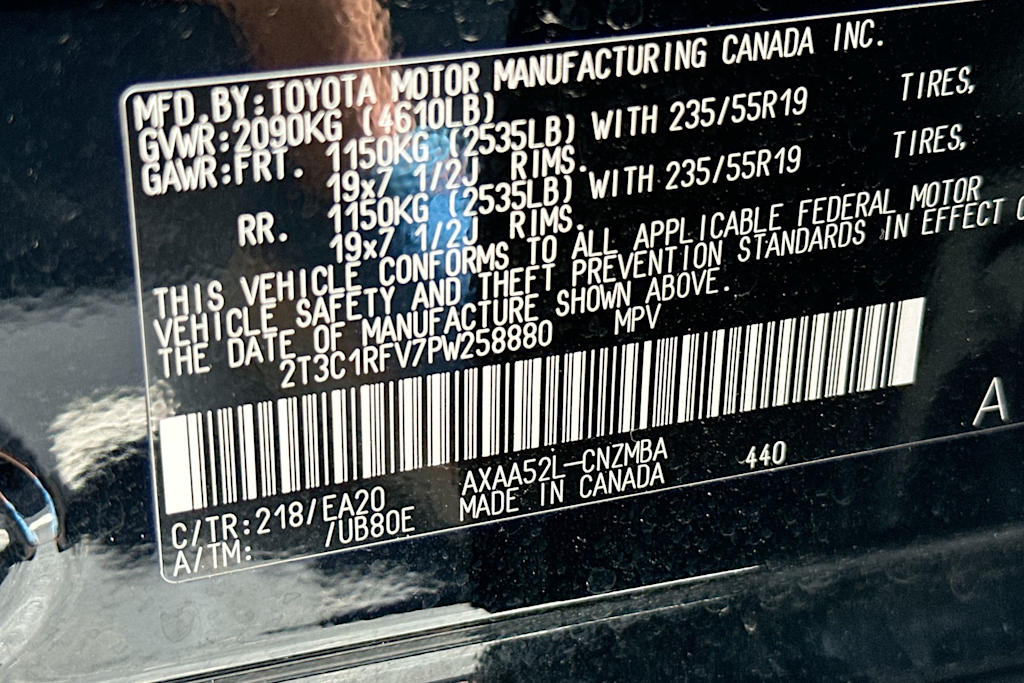 MFD.BY:TOYOTA MOTOR MANUFACTURING CANADA INC.
GVWR:2090KG (4610LB)
GAWR:FRT. 1150KG (2535LB) WITH 235/55R19 TIRES,
19x7 1/2J RIMS.
RR. 1150KG (2535LB) WITH 235/55R19 TIRES,
19x7 1/2J RIMS.
THIS VEHICLE CONFORMS TO ALL APPLICABLE FEDERAL MOTOR
VEHICLE SAFETY AND THEFT PREVENTION STANDARDS IN EFFECT
THE DATE OF MANUFACTURE SHOWN ABOVE.
2T3C1RFV7PW258880 MPV
C/TR:218/EA20 AXAA52L-CNZMBA 440 A
A/TM: /UB80E MADE IN CANADA